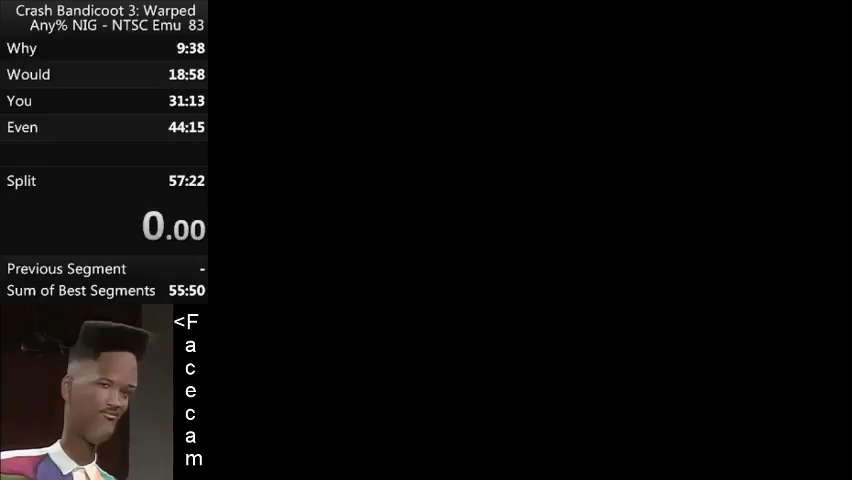 Crash Bandicoot 3: Warped
Any% NIG - NTSC Emu 83
Why 9:38
Would 18:58
You 31:13
Even 44:15
Split 57:22
0.00
Previous Segment -
Sum of Best Segments 55:50
<F
a
c
e
c
a
m